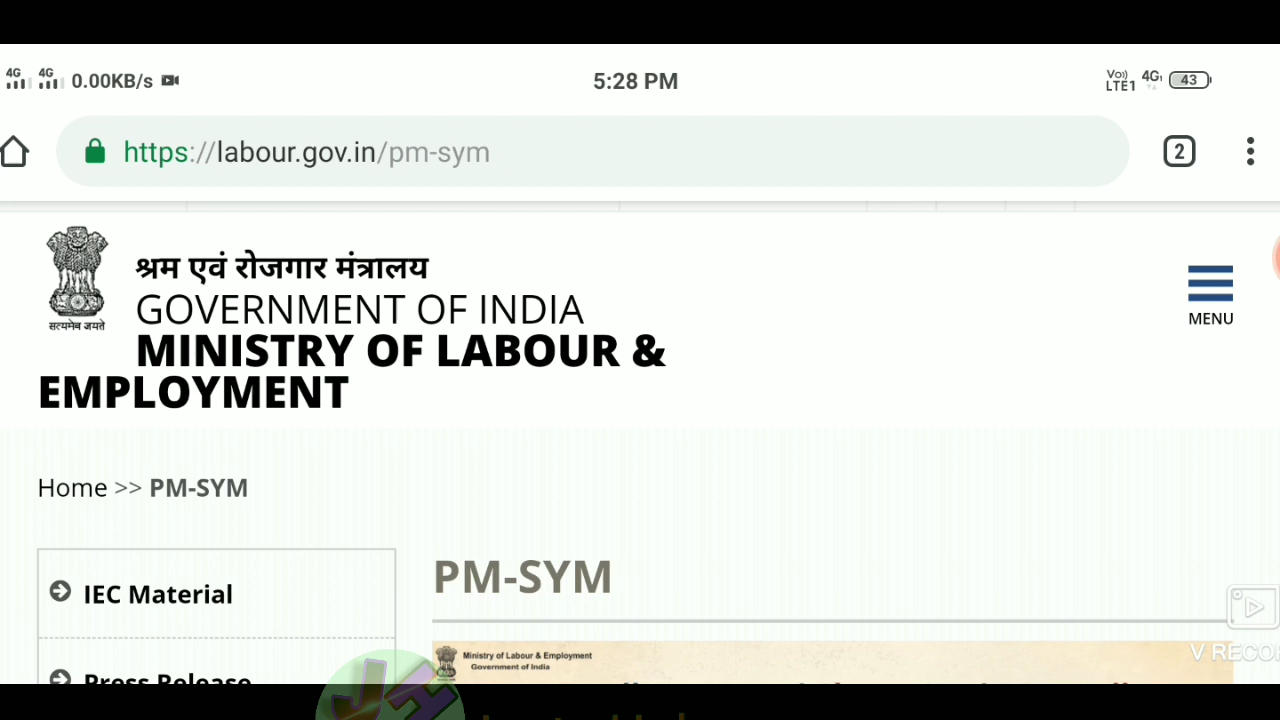 4G 4G 0.00KB/s 5:28 PM Vo) LTE1 4G 43
https://labour.gov.in/pm-sym 2
श्रम एवं रोजगार मंत्रालय
GOVERNMENT OF INDIA
MINISTRY OF LABOUR &
EMPLOYMENT
सत्यमेव जयते
MENU
Home >> PM-SYM
IEC Material
PM-SYM
Press Release
Ministry of Labour & Employment
Government of India
V RECO
JH